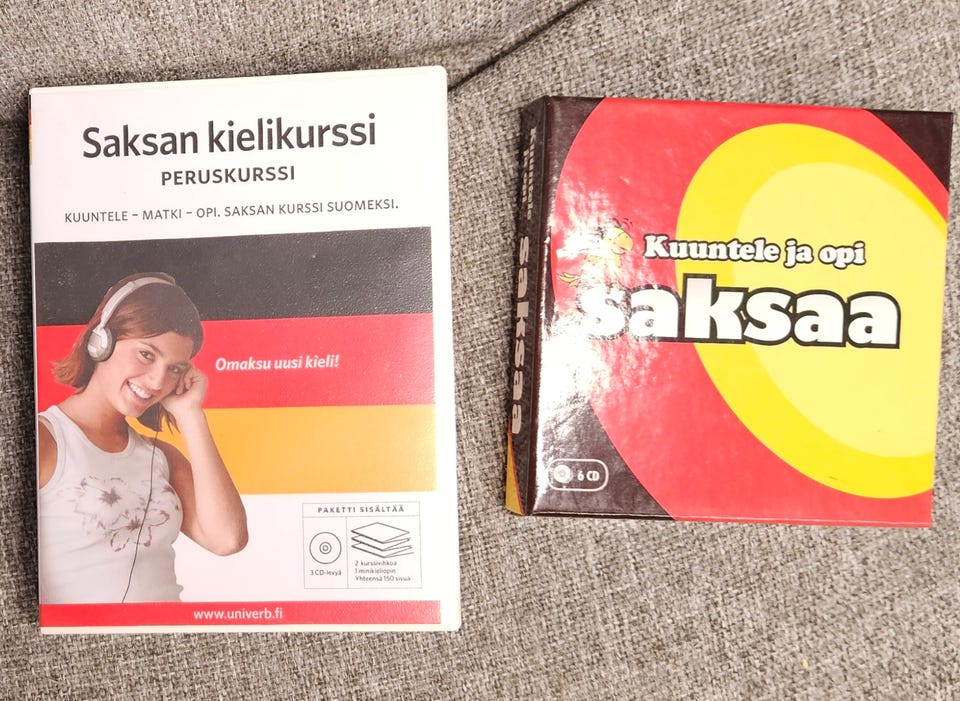 Saksan kielikurssi
PERUSKURSSI
KUUNTELE – MATKI – OPI. SAKSAN KURSSI SUOMEKSI.
Omaksu uusi kieli!
PAKETTI SISÄLTÄÄ
3 CD-levyä
2 kurssivihkoa
1 minikieliopin
Yhteensä 150 sivua
www.univerb.fi
saksaa
Kuuntele ja opi
saksaa
6 CD